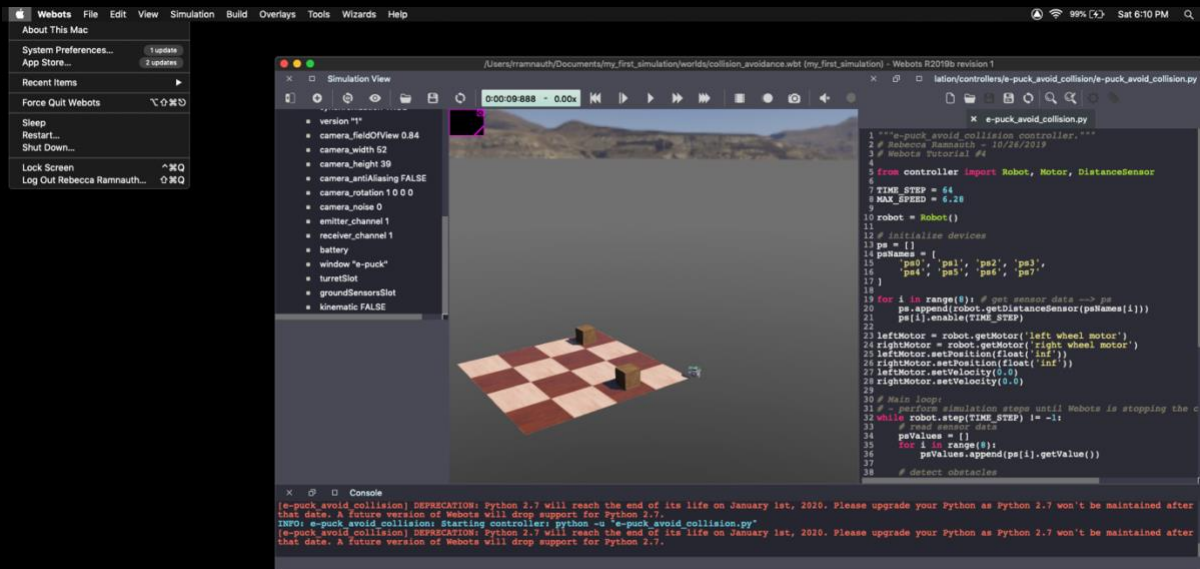 Webots File Edit View Simulation Build Overlays Tools Wizards Help
99% Sat 6:10 PM
About This Mac
System Preferences... 1 update
App Store... 2 updates
Recent Items
Force Quit Webots
Sleep
Restart...
Shut Down...
Lock Screen ^⌘Q
Log Out Rebecca Ramnauth... ⇧⌘Q
/Users/rramnauth/Documents/my_first_simulation/worlds/collision_avoidance.wbt (my_first_simulation) - Webots R2019b revision 1
Simulation View
0:00:09:888 - 0.00x
version "1"
camera_fieldOfView 0.84
camera_width 52
camera_height 39
camera_antiAliasing FALSE
camera_rotation 1 0 0 0
camera_noise 0
emitter_channel 1
receiver_channel 1
battery
window "e-puck"
turretSlot
groundSensorsSlot
kinematic FALSE
lation/controllers/e-puck_avoid_collision/e-puck_avoid_collision.py
e-puck_avoid_collision.py
1 """e-puck_avoid_collision controller."""
2 # Rebecca Ramnauth - 10/26/2019
3 # Webots Tutorial #4
4
5 from controller import Robot, Motor, DistanceSensor
6
7 TIME_STEP = 64
8 MAX_SPEED = 6.28
9
10 robot = Robot()
11
12 # initialize devices
13 ps = []
14 psNames = [
15 'ps0', 'ps1', 'ps2', 'ps3',
16 'ps4', 'ps5', 'ps6', 'ps7'
17 ]
18
19 for i in range(8): # get sensor data --> ps
20 ps.append(robot.getDistanceSensor(psNames[i]))
21 ps[i].enable(TIME_STEP)
22
23 leftMotor = robot.getMotor('left wheel motor')
24 rightMotor = robot.getMotor('right wheel motor')
25 leftMotor.setPosition(float('inf'))
26 rightMotor.setPosition(float('inf'))
27 leftMotor.setVelocity(0.0)
28 rightMotor.setVelocity(0.0)
29
30 # Main loop:
31 # - perform simulation steps until Webots is stopping the c
32 while robot.step(TIME_STEP) != -1:
33 # read sensor data
34 psValues = []
35 for i in range(8):
36 psValues.append(ps[i].getValue())
37
38 # detect obstacles
Console
[e-puck_avoid_collision] DEPRECATION: Python 2.7 will reach the end of its life on January 1st, 2020. Please upgrade your Python as Python 2.7 won't be maintained after
that date. A future version of Webots will drop support for Python 2.7.
INFO: e-puck_avoid_collision: Starting controller: python -u "e-puck_avoid_collision.py"
[e-puck_avoid_collision] DEPRECATION: Python 2.7 will reach the end of its life on January 1st, 2020. Please upgrade your Python as Python 2.7 won't be maintained after
that date. A future version of Webots will drop support for Python 2.7.